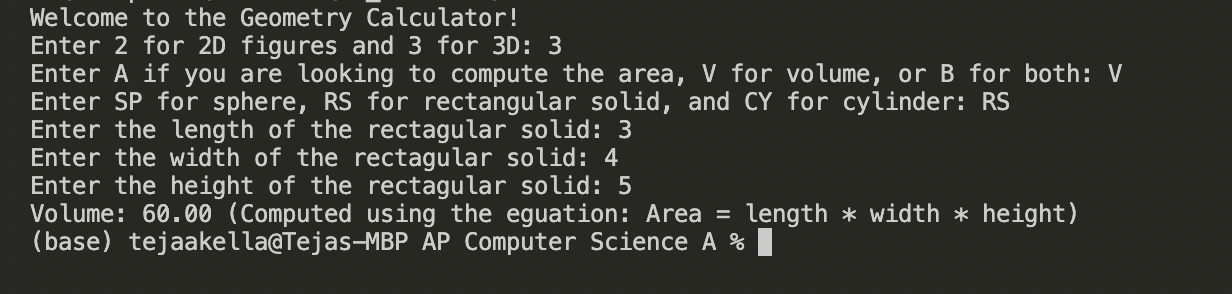 Welcome to the Geometry Calculator!
Enter 2 for 2D figures and 3 for 3D: 3
Enter A if you are looking to compute the area, V for volume, or B for both: V
Enter SP for sphere, RS for rectangular solid, and CY for cylinder: RS
Enter the length of the rectagular solid: 3
Enter the width of the rectagular solid: 4
Enter the height of the rectagular solid: 5
Volume: 60.00 (Computed using the eguation: Area = length * width * height)
(base) tejaakella@Tejas-MBP AP Computer Science A %